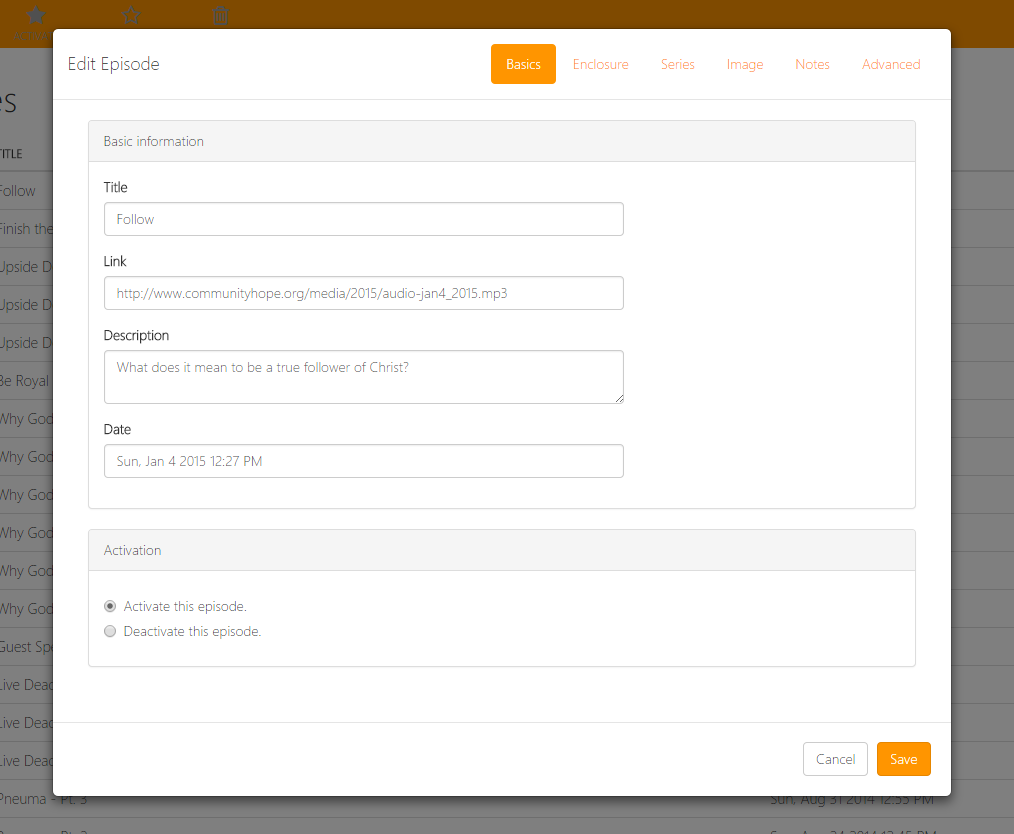 Edit Episode
Basics Enclosure Series Image Notes Advanced
Basic information
Title
Follow
Link
http://www.communityhope.org/media/2015/audio-jan4_2015.mp3
Description
What does it mean to be a true follower of Christ?
Date
Sun, Jan 4 2015 12:27 PM
Activation
Activate this episode.
Deactivate this episode.
Cancel Save
es
TITLE
Follow
Finish the
Upside D
Upside D
Upside D
Be Royal
Why God
Why God
Why God
Why God
Why God
Why God
Guest Spe
Live Dead
Live Dead
Live Dead
Pneuma - Pt. 3 Sun, Aug 31 2014 12:55 PM